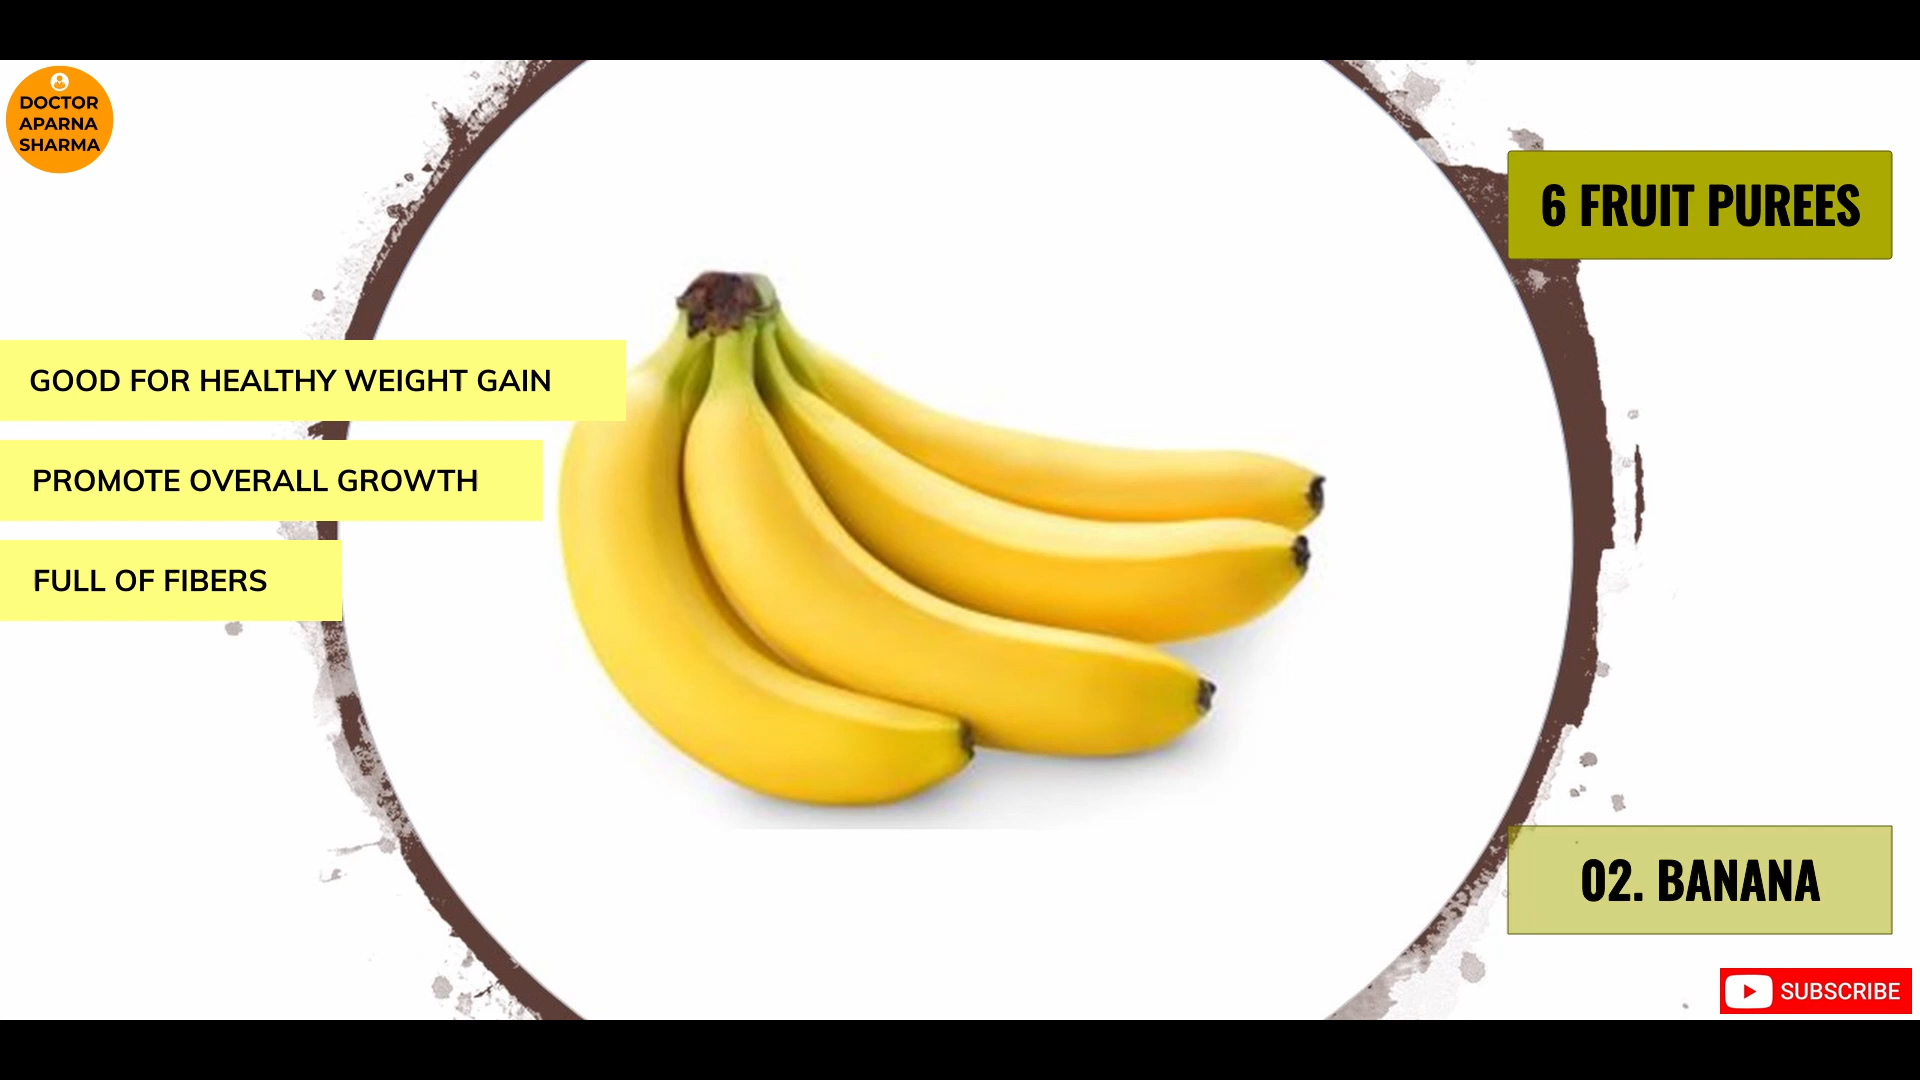 DOCTOR
APARNA
SHARMA
6 FRUIT PUREES
GOOD FOR HEALTHY WEIGHT GAIN
PROMOTE OVERALL GROWTH
FULL OF FIBERS
02. BANANA
SUBSCRIBE